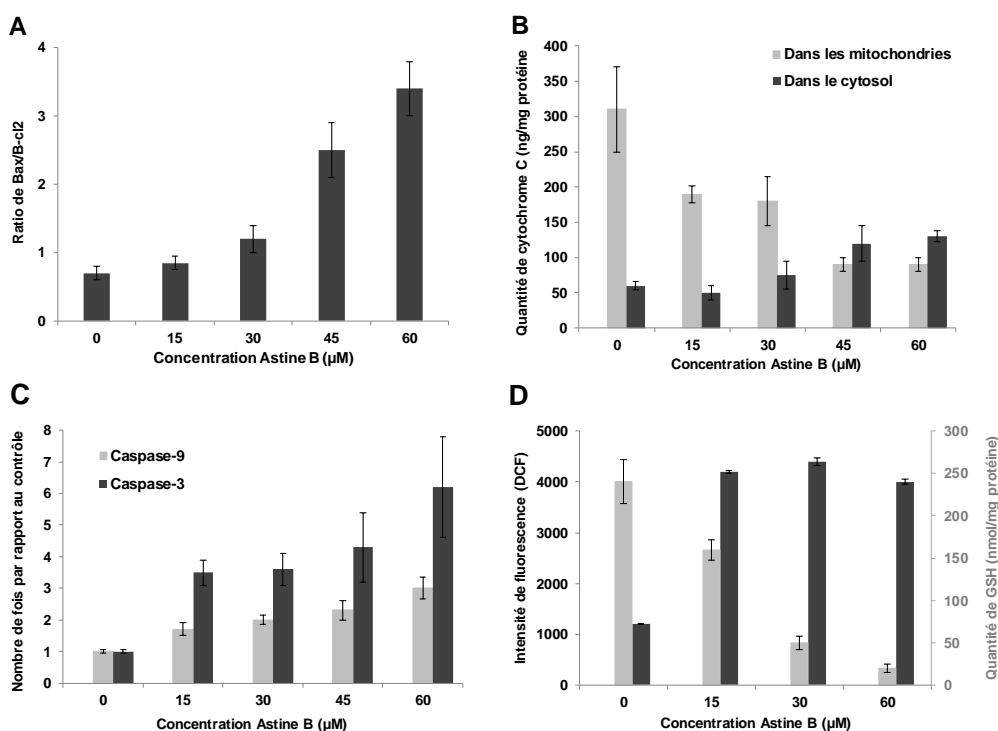 A
Ratio de Bax/B-cl2
4
3
2
1
0
0 15 30 45 60
Concentration Astine B (µM)
B
Quantité de cytochrome C (ng/mg protéine)
400
350
300
250
200
150
100
50
0
Dans les mitochondries
Dans le cytosol
0 15 30 45 60
Concentration Astine B (µM)
C
Nombre de fois par rapport au contrôle
8
7
6
5
4
3
2
1
0
Caspase-9
Caspase-3
0 15 30 45 60
Concentration Astine B (µM)
D
Intensité de fluorescence (DCF)
5000
4000
3000
2000
1000
0
300
250
200
150
100
50
0
Quantité de GSH (nmol/mg protéine)
0 15 30 60
Concentration Astine B (µM)